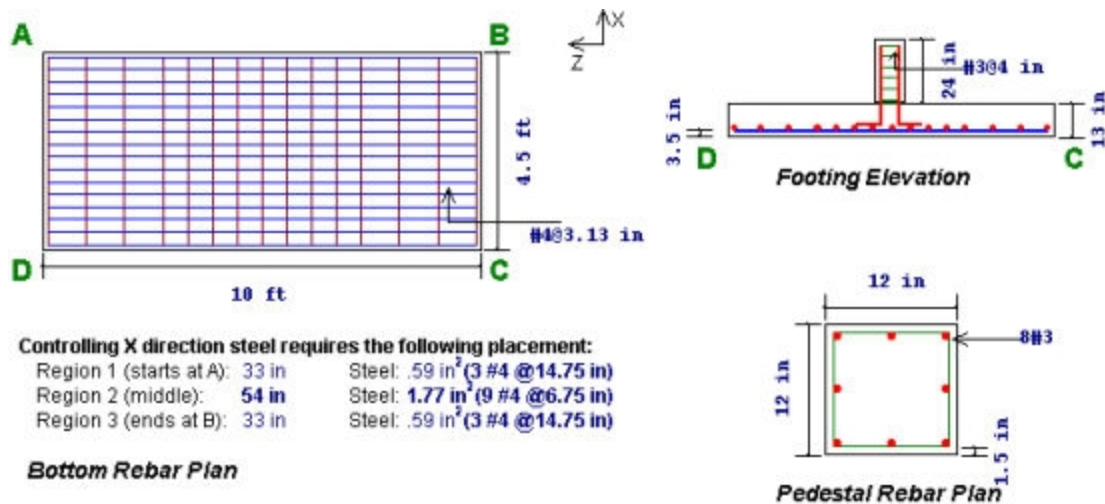 A
B
X
Z
4.5 ft
#4@3.13 in
D
C
10 ft
Controlling X direction steel requires the following placement:
Region 1 (starts at A): 33 in Steel: .59 in² (3 #4 @14.75 in)
Region 2 (middle): 54 in Steel: 1.77 in² (9 #4 @6.75 in)
Region 3 (ends at B): 33 in Steel: .59 in² (3 #4 @14.75 in)
Bottom Rebar Plan
24 in
#3@4 in
3.5 in
13 in
D
C
Footing Elevation
12 in
8#3
12 in
1.5 in
Pedestal Rebar Plan